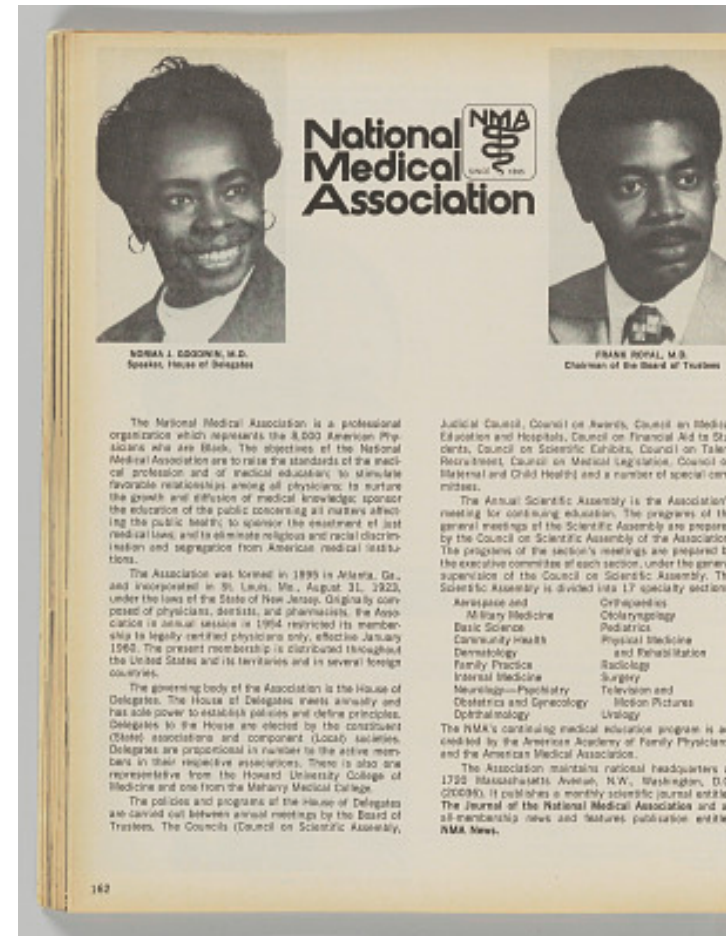 National
Medical
Association
NMA
SINCE 1895
NORMA J. GOODWIN, M.D.
Speaker, House of Delegates
FRANK ROYAL, M.D.
Chairman of the Board of Trustees
The National Medical Association is a professional
organization which represents the 8,000 American Phy-
sicians who are Black. The objectives of the National
Medical Association are to raise the standards of the medi-
cal profession and of medical education; to stimulate
favorable relationships among all physicians; to nurture
the growth and diffusion of medical knowledge; sponsor
the education of the public concerning all matters affect-
ing the public health; to sponsor the enactment of just
medical laws; and to eliminate religious and racial discrim-
ination and segregation from American medical institu-
tions.
The Association was formed in 1895 in Atlanta, Ga.,
and incorporated in St. Louis, Mo., August 31, 1923,
under the laws of the State of New Jersey. Originally com-
posed of physicians, dentists, and pharmacists, the Asso-
ciation in annual session in 1954 restricted its member-
ship to legally certified physicians only, effective January
1960. The present membership is distributed throughout
the United States and its territories and in several foreign
countries.
The governing body of the Association is the House of
Delegates. The House of Delegates meets annually and
has sole power to establish policies and define principles.
Delegates to the House are elected by the constituent
(State) associations and component (Local) societies.
Delegates are proportional in number to the active mem-
bers in their respective associations. There is also one
representative from the Howard University College of
Medicine and one from the Meharry Medical College.
The policies and programs of the House of Delegates
are carried out between annual meetings by the Board of
Trustees. The Councils (Council on Scientific Assembly,
Judicial Council, Council on Awards, Council on Medica
Education and Hospitals, Council on Financial Aid to Stu
dents, Council on Scientific Exhibits, Council on Talen
Recruitment, Council on Medical Legislation, Council o
Maternal and Child Health) and a number of special com
mittees.
The Annual Scientific Assembly is the Association'
meeting for continuing education. The programs of th
general meetings of the Scientific Assembly are prepare
by the Council on Scientific Assembly of the Association
The programs of the section's meetings are prepared b
the executive committee of each section, under the genera
supervision of the Council on Scientific Assembly. Th
Scientific Assembly is divided into 17 specialty section
Aerospace and
Military Medicine
Basic Science
Community Health
Dermatology
Family Practice
Internal Medicine
Neurology—Psychiatry
Obstetrics and Gynecology
Ophthalmology
Orthopaedics
Otolaryngology
Pediatrics
Physical Medicine
and Rehabilitation
Radiology
Surgery
Television and
Motion Pictures
Urology
The NMA's continuing medical education program is ac
credited by the American Academy of Family Physician
and the American Medical Association.
The Association maintains national headquarters a
1720 Massachusetts Avenue, N.W., Washington, D.C
(20036). It publishes a monthly scientific journal entitle
The Journal of the National Medical Association and a
all-membership news and features publication entitle
NMA News.
162